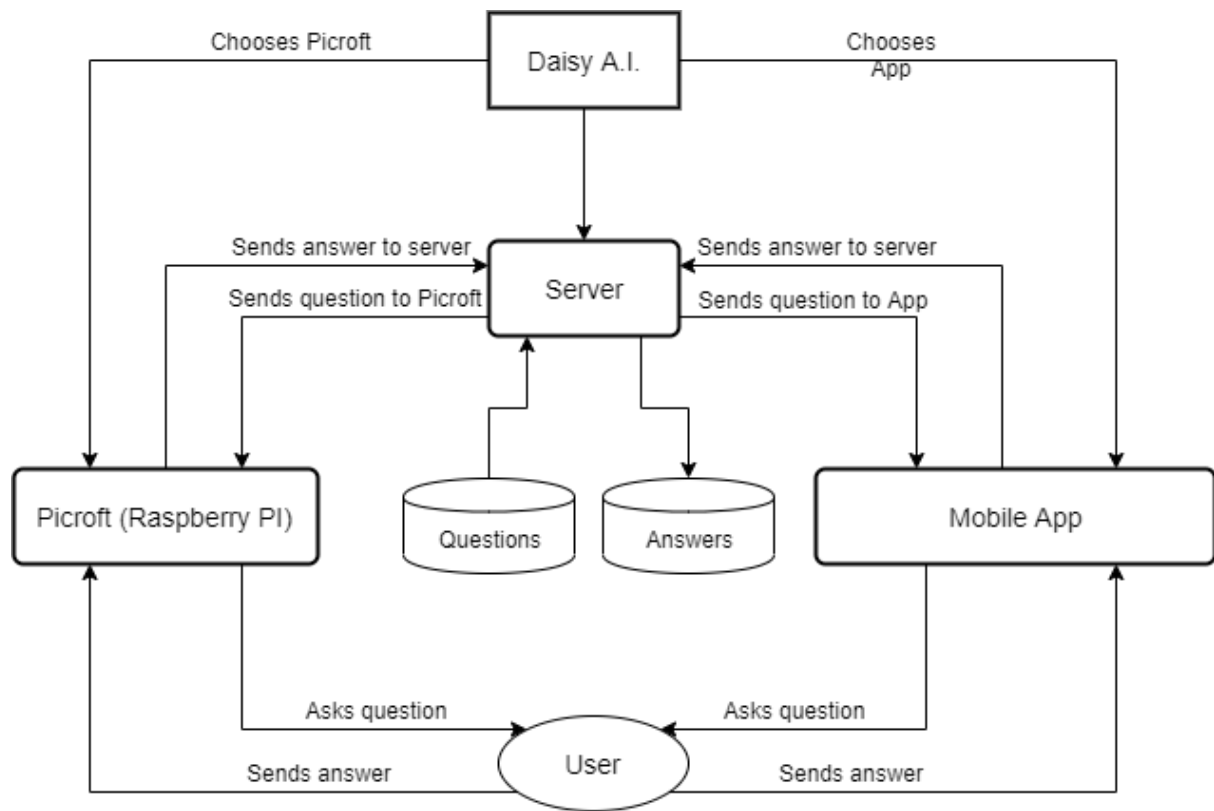 Chooses Picroft
Daisy A.I.
Chooses
App
Sends answer to server
Sends answer to server
Server
Sends question to Picroft
Sends question to App
Picroft (Raspberry PI)
Questions
Answers
Mobile App
Asks question
Asks question
User
Sends answer
Sends answer